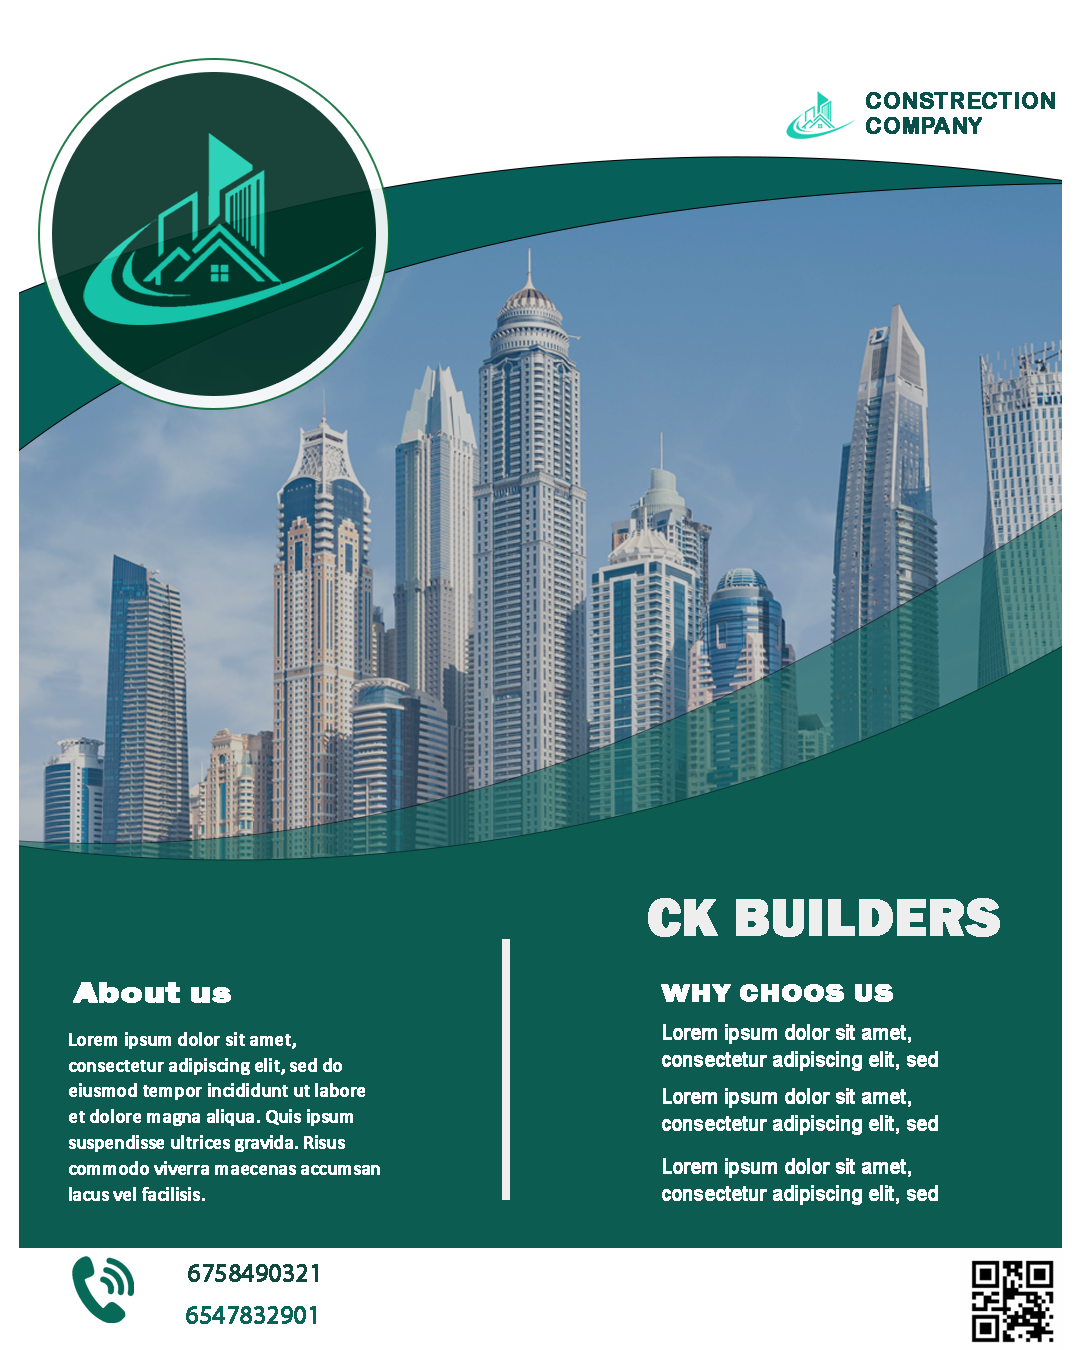 CONSTRECTION
COMPANY
CK BUILDERS
About us
Lorem ipsum dolor sit amet,
consectetur adipiscing elit, sed do
eiusmod tempor incididunt ut labore
et dolore magna aliqua. Quis ipsum
suspendisse ultrices gravida. Risus
commodo viverra maecenas accumsan
lacus vel facilisis.
WHY CHOOS US
Lorem ipsum dolor sit amet,
consectetur adipiscing elit, sed
Lorem ipsum dolor sit amet,
consectetur adipiscing elit, sed
Lorem ipsum dolor sit amet,
consectetur adipiscing elit, sed
6758490321
6547832901